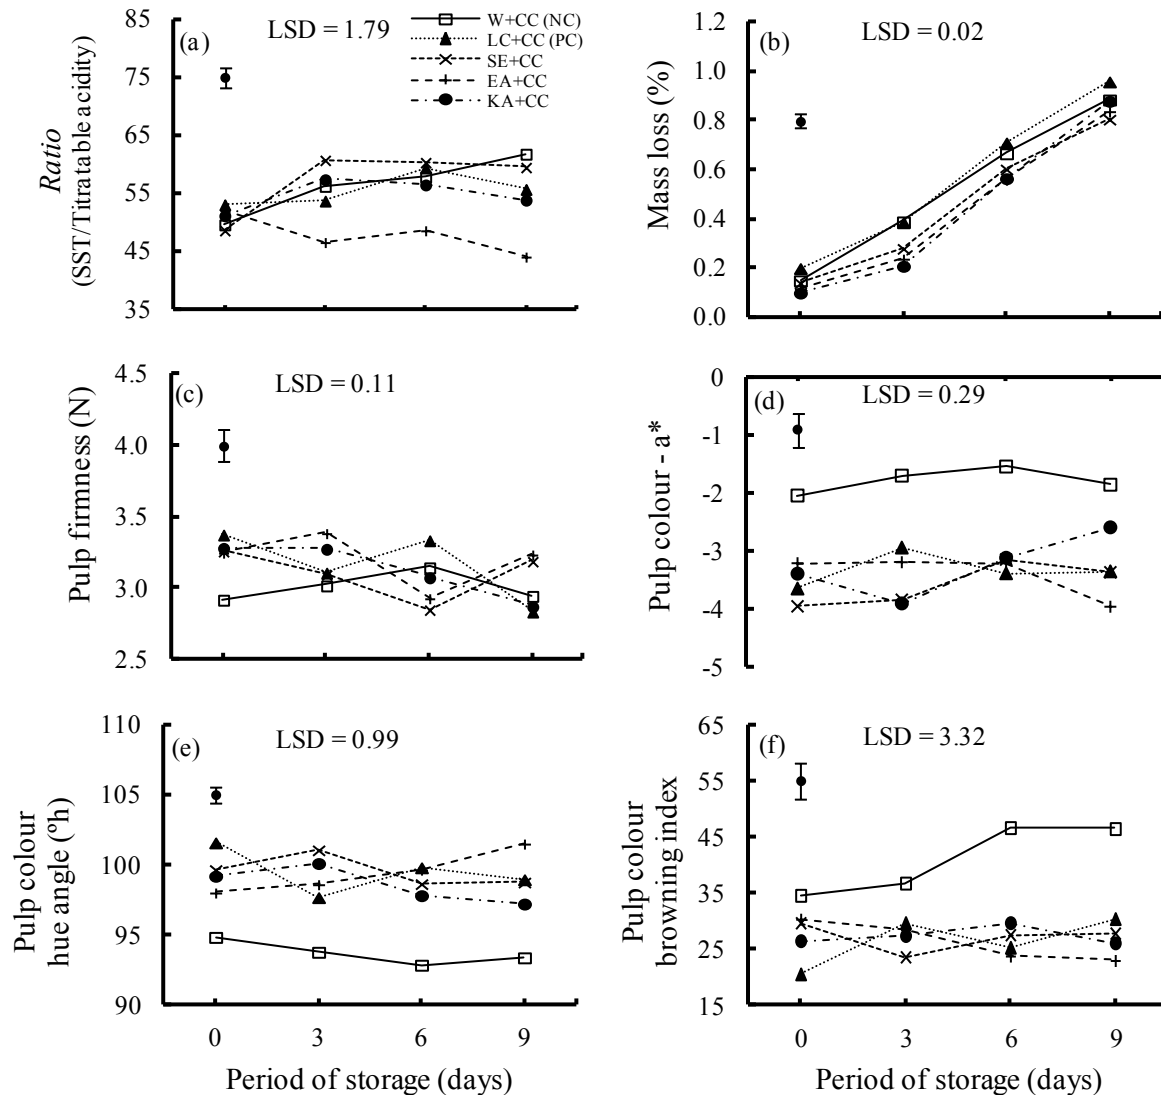 (a)
LSD = 1.79
W+CC (NC)
LC+CC (PC)
SE+CC
EA+CC
KA+CC
Ratio
(SST/Titratable acidity)
85
75
65
55
45
35
(b)
LSD = 0.02
Mass loss (%)
1.2
1.0
0.8
0.6
0.4
0.2
0.0
(c)
LSD = 0.11
Pulp firmness (N)
4.5
4.0
3.5
3.0
2.5
(d)
LSD = 0.29
Pulp colour - a*
0
-1
-2
-3
-4
-5
(e)
LSD = 0.99
Pulp colour
hue angle (ºh)
110
105
100
95
90
0 3 6 9
Period of storage (days)
(f)
LSD = 3.32
Pulp colour
browning index
65
55
45
35
25
15
0 3 6 9
Period of storage (days)